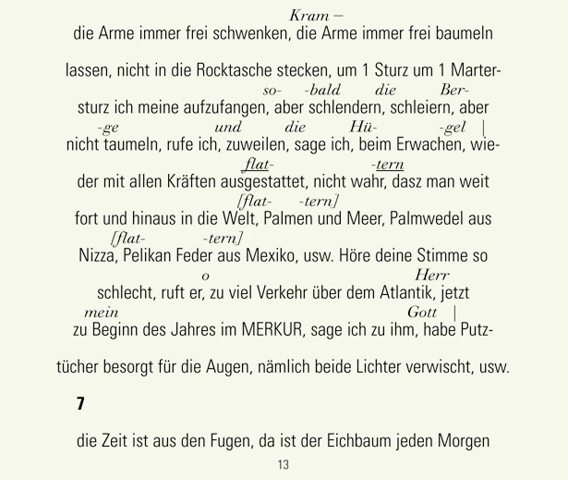 Kram –
die Arme immer frei schwenken, die Arme immer frei baumeln
lassen, nicht in die Rocktasche stecken, um 1 Sturz um 1 Marter-
so- -bald die Ber-
sturz ich meine aufzufangen, aber schlendern, schleiern, aber
-ge und die Hü- -gel |
nicht taumeln, rufe ich, zuweilen, sage ich, beim Erwachen, wie-
flat- -tern
der mit allen Kräften ausgestattet, nicht wahr, dasz man weit
[flat- -tern]
fort und hinaus in die Welt, Palmen und Meer, Palmwedel aus
[flat- -tern]
Nizza, Pelikan Feder aus Mexiko, usw. Höre deine Stimme so
o Herr
schlecht, ruft er, zu viel Verkehr über dem Atlantik, jetzt
mein Gott |
zu Beginn des Jahres im MERKUR, sage ich zu ihm, habe Putz-
tücher besorgt für die Augen, nämlich beide Lichter verwischt, usw.
7
die Zeit ist aus den Fugen, da ist der Eichbaum jeden Morgen
13